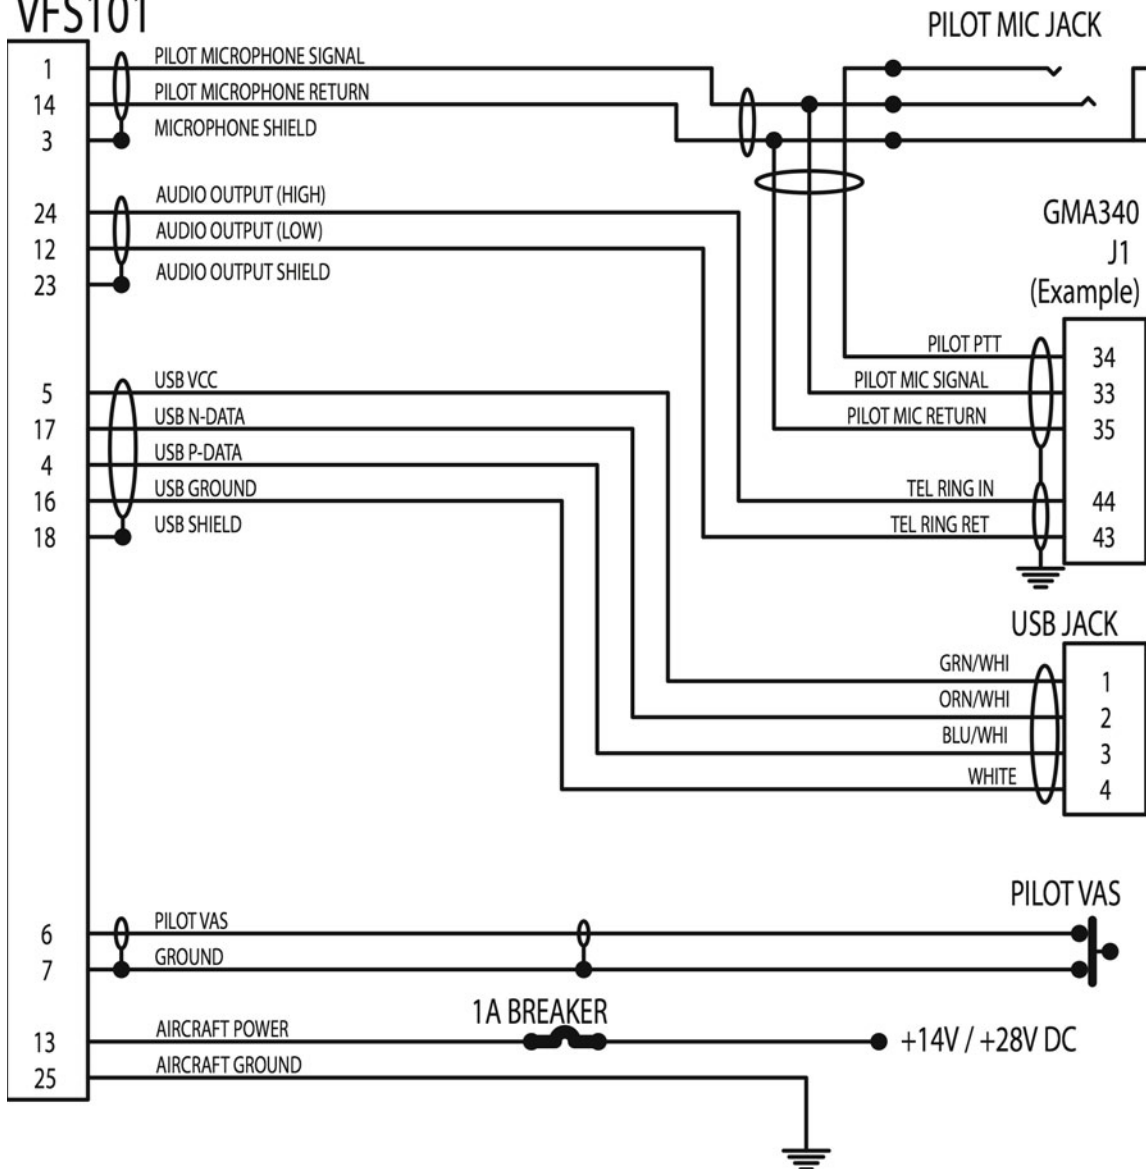 VFS101
PILOT MIC JACK
1 PILOT MICROPHONE SIGNAL
14 PILOT MICROPHONE RETURN
3 MICROPHONE SHIELD
24 AUDIO OUTPUT (HIGH)
12 AUDIO OUTPUT (LOW)
23 AUDIO OUTPUT SHIELD
GMA340
J1
(Example)
PILOT PTT 34
PILOT MIC SIGNAL 33
PILOT MIC RETURN 35
TEL RING IN 44
TEL RING RET 43
5 USB VCC
17 USB N-DATA
4 USB P-DATA
16 USB GROUND
18 USB SHIELD
USB JACK
GRN/WHI 1
ORN/WHI 2
BLU/WHI 3
WHITE 4
PILOT VAS
6 PILOT VAS
7 GROUND
1A BREAKER
13 AIRCRAFT POWER
+14V / +28V DC
25 AIRCRAFT GROUND